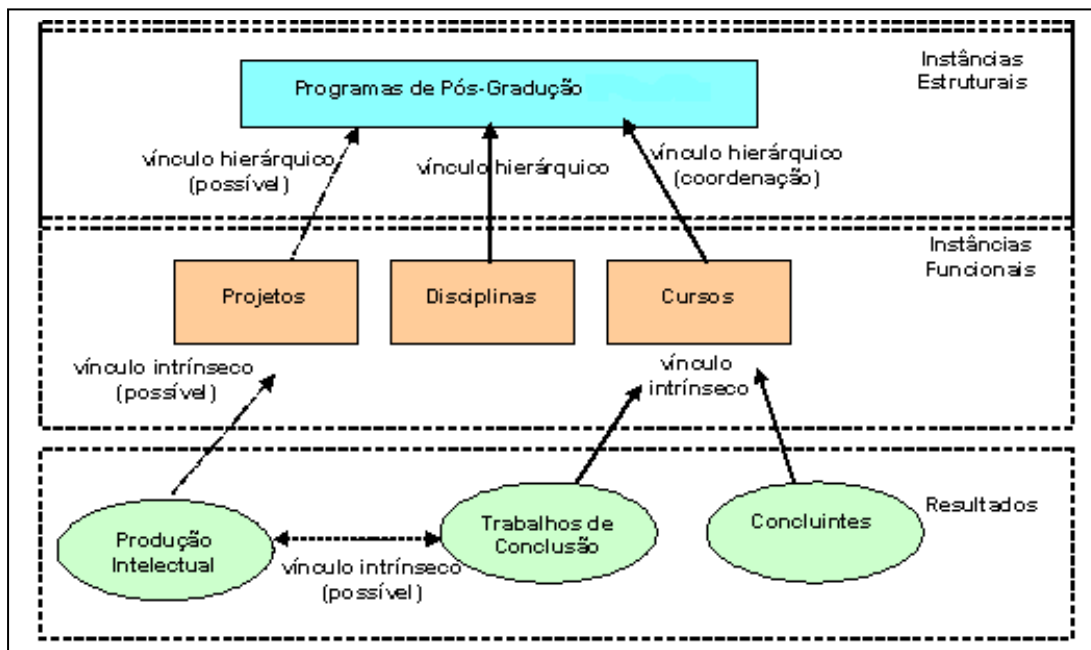 Instâncias
Estruturais
Programas de Pós-Gradução
vínculo hierárquico
(possível)
vínculo hierárquico
vínculo hierárquico
(coordenação)
Instâncias
Funcionais
Projetos
Disciplinas
Cursos
vínculo intrínseco
(possível)
vínculo
intrínseco
Resultados
Produção
Intelectual
Trabalhos de
Conclusão
Concluintes
vínculo intrínseco
(possível)